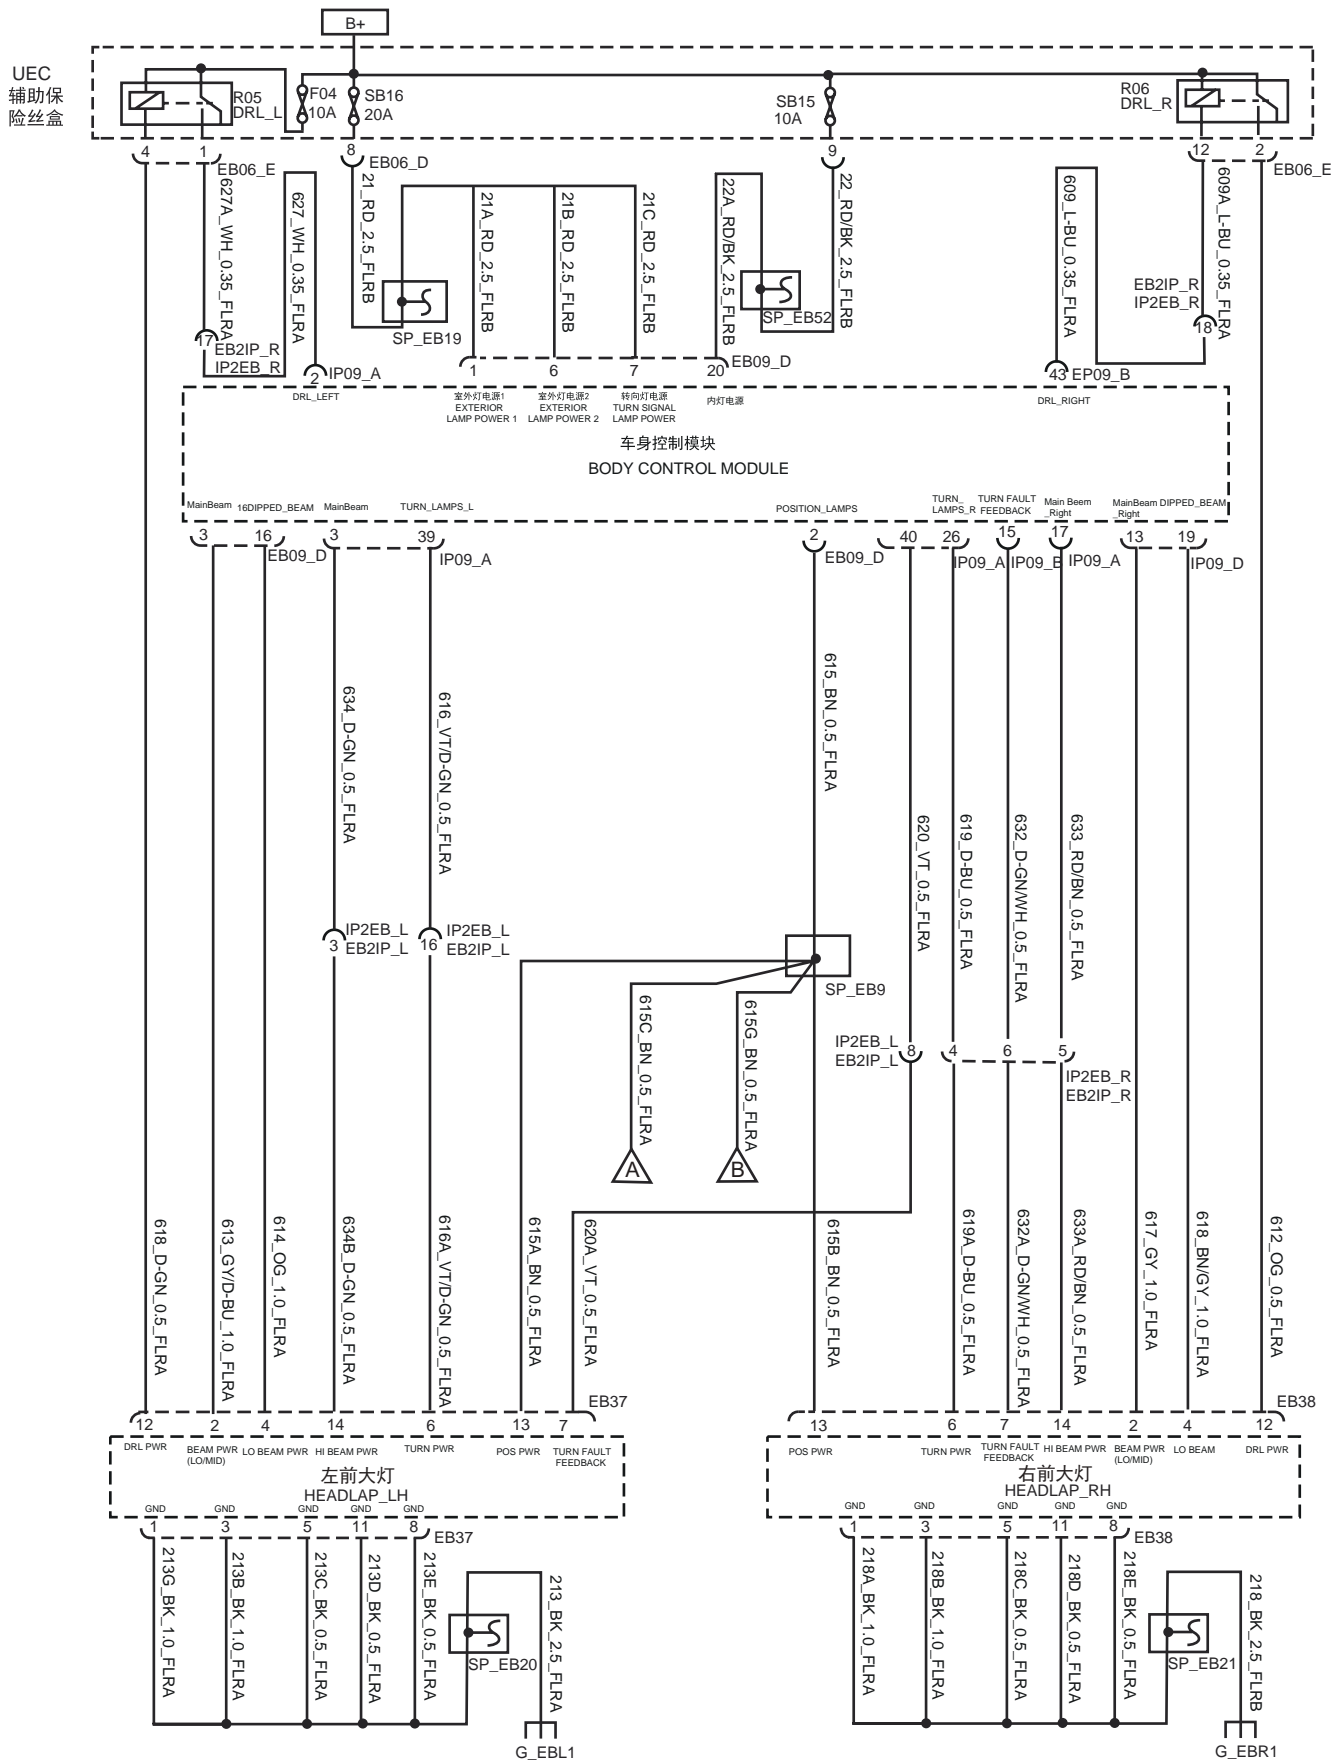 B+
UEC
辅助保
险丝盒
R05
DRL_L
F04
10A
SB16
20A
SB15
10A
R06
DRL_R
4
1
EB06_E
8
EB06_D
9
12
2
EB06_E
627A_WH_0.35_FLRA
627_WH_0.35_FLRA
21_RD_2.5_FLRB
21A_RD_2.5_FLRB
21B_RD_2.5_FLRB
21C_RD_2.5_FLRB
22A_RD/BK_2.5_FLRB
22_RD/BK_2.5_FLRB
609_L-BU_0.35_FLRA
609A_L-BU_0.35_FLRA
SP_EB19
SP_EB52
EB2IP_R
IP2EB_R
18
17
EB2IP_R
IP2EB_R
2
IP09_A
1
6
7
20
EB09_D
43
EP09_B
DRL_LEFT
室外灯电源1
EXTERIOR
LAMP POWER 1
室外灯电源2
EXTERIOR
LAMP POWER 2
转向灯电源
TURN SIGNAL
LAMP POWER
内灯电源
DRL_RIGHT
车身控制模块
BODY CONTROL MODULE
MainBeam
16DIPPED_BEAM
MainBeam
TURN_LAMPS_L
POSITION_LAMPS
TURN_
LAMPS_R
TURN FAULT
FEEDBACK
Main Beem
_Right
MainBeam
_Right
DIPPED_BEAM
3
16
EB09_D
3
39
IP09_A
2
EB09_D
40
26
IP09_A
15
IP09_B
17
IP09_A
13
19
IP09_D
634_D-GN_0.5_FLRA
616_VT/D-GN_0.5_FLRA
615_BN_0.5_FLRA
620_VT_0.5_FLRA
619_D-BU_0.5_FLRA
632_D-GN/WH_0.5_FLRA
633_RD/BN_0.5_FLRA
3
IP2EB_L
EB2IP_L
16
IP2EB_L
EB2IP_L
SP_EB9
615C_BN_0.5_FLRA
615G_BN_0.5_FLRA
IP2EB_L
EB2IP_L
8
4
6
5
IP2EB_R
EB2IP_R
A
B
618_D-GN_0.5_FLRA
613_GY/D-BU_1.0_FLRA
614_OG_1.0_FLRA
634B_D-GN_0.5_FLRA
616A_VT/D-GN_0.5_FLRA
615A_BN_0.5_FLRA
620A_VT_0.5_FLRA
615B_BN_0.5_FLRA
619A_D-BU_0.5_FLRA
632A_D-GN/WH_0.5_FLRA
633A_RD/BN_0.5_FLRA
617_GY_1.0_FLRA
618_BN/GY_1.0_FLRA
612_OG_0.5_FLRA
EB37
EB38
12
2
4
14
6
13
7
13
6
7
14
2
4
12
DRL PWR
BEAM PWR
(LO/MID)
LO BEAM PWR
HI BEAM PWR
TURN PWR
POS PWR
TURN FAULT
FEEDBACK
左前大灯
HEADLAP_LH
GND
GND
GND
GND
GND
POS PWR
TURN PWR
TURN FAULT
FEEDBACK
HI BEAM PWR
BEAM PWR
(LO/MID)
LO BEAM
DRL PWR
右前大灯
HEADLAP_RH
GND
GND
GND
GND
GND
1
3
5
11
8
EB37
1
3
5
11
8
EB38
213G_BK_1.0_FLRA
213B_BK_1.0_FLRA
213C_BK_0.5_FLRA
213D_BK_0.5_FLRA
213E_BK_0.5_FLRA
213_BK_2.5_FLRA
SP_EB20
G_EBL1
218A_BK_1.0_FLRA
218B_BK_1.0_FLRA
218C_BK_0.5_FLRA
218D_BK_0.5_FLRA
218E_BK_0.5_FLRA
218_BK_2.5_FLRB
SP_EB21
G_EBR1